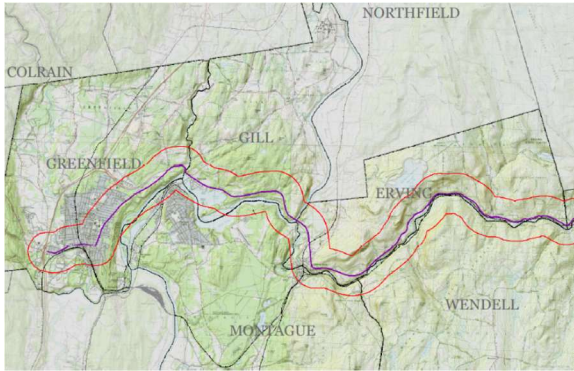 NORTHFIELD
COLRAIN
GILL
GREENFIELD
ERVING
WENDELL
MONTAGUE